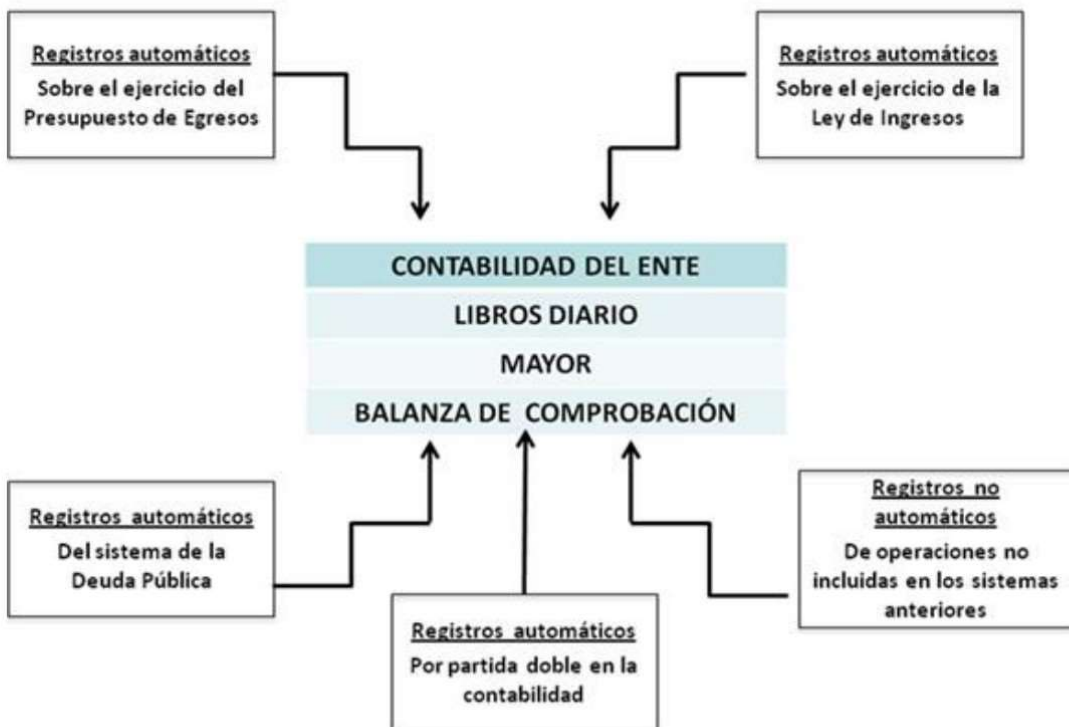 Registros automáticos
Sobre el ejercicio del
Presupuesto de Egresos
Registros automáticos
Sobre el ejercicio de la
Ley de Ingresos
CONTABILIDAD DEL ENTE
LIBROS DIARIO
MAYOR
BALANZA DE COMPROBACIÓN
Registros automáticos
Del sistema de la
Deuda Pública
Registros automáticos
Por partida doble en la
contabilidad
Registros no
automáticos
De operaciones no
incluidas en los sistemas
anteriores